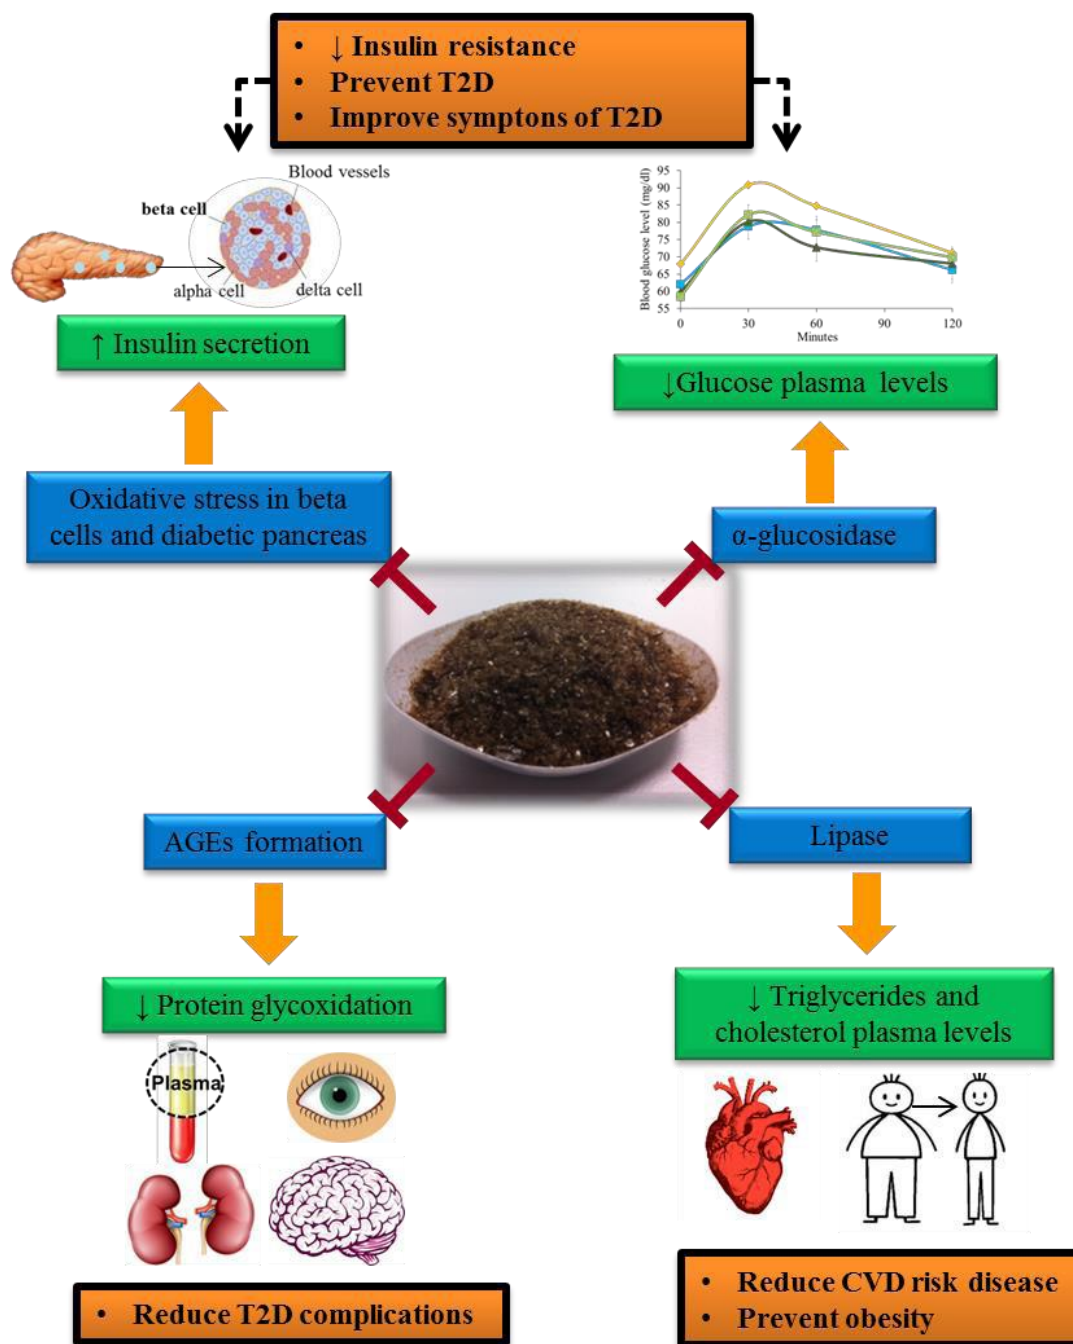 • ↓ Insulin resistance
• Prevent T2D
• Improve symptons of T2D
Blood vessels
beta cell
alpha cell
delta cell
↑ Insulin secretion
Blood glucose level (mg/dl)
95
90
85
80
75
70
65
60
55
0 30 60 90 120
Minutes
↓Glucose plasma levels
Oxidative stress in beta
cells and diabetic pancreas
α-glucosidase
AGEs formation
Lipase
↓ Protein glycoxidation
↓ Triglycerides and
cholesterol plasma levels
Plasma
• Reduce T2D complications
• Reduce CVD risk disease
• Prevent obesity